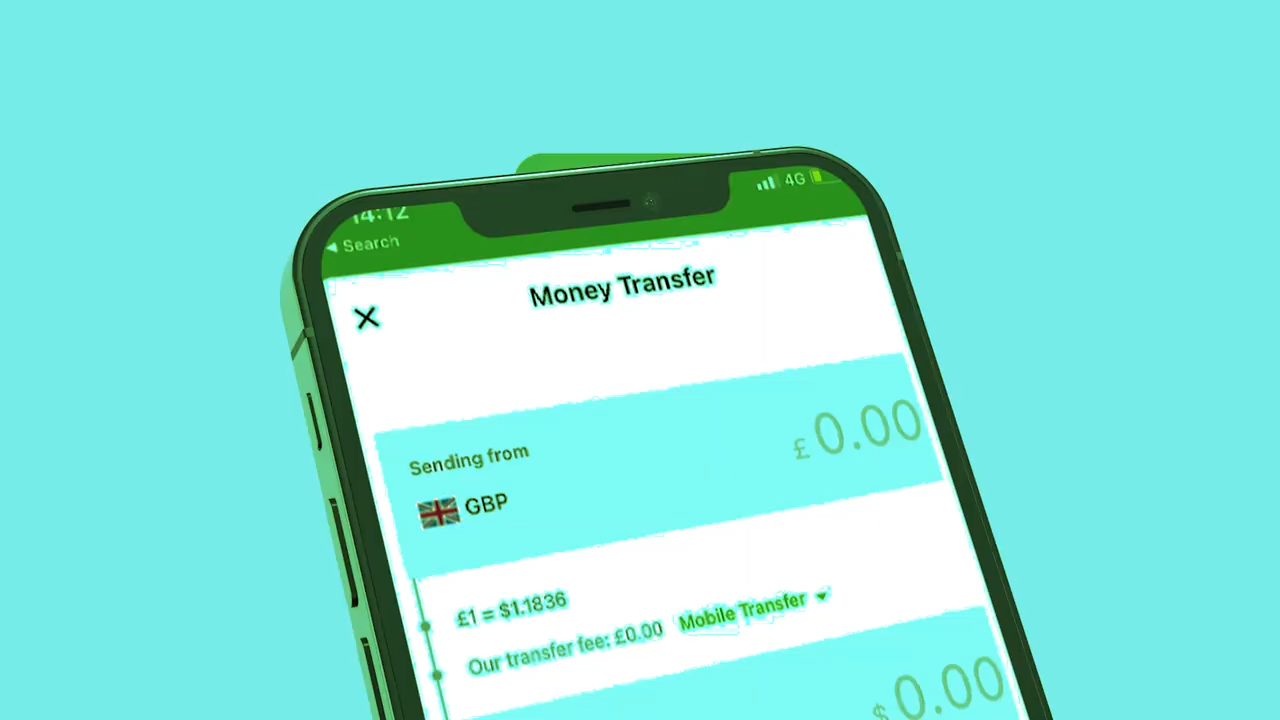 14:12
4G
◀ Search
Money Transfer
Sending from
£ 0.00
GBP
£1 = $1.1836
Our transfer fee: £0.00 Mobile Transfer
$ 0.00